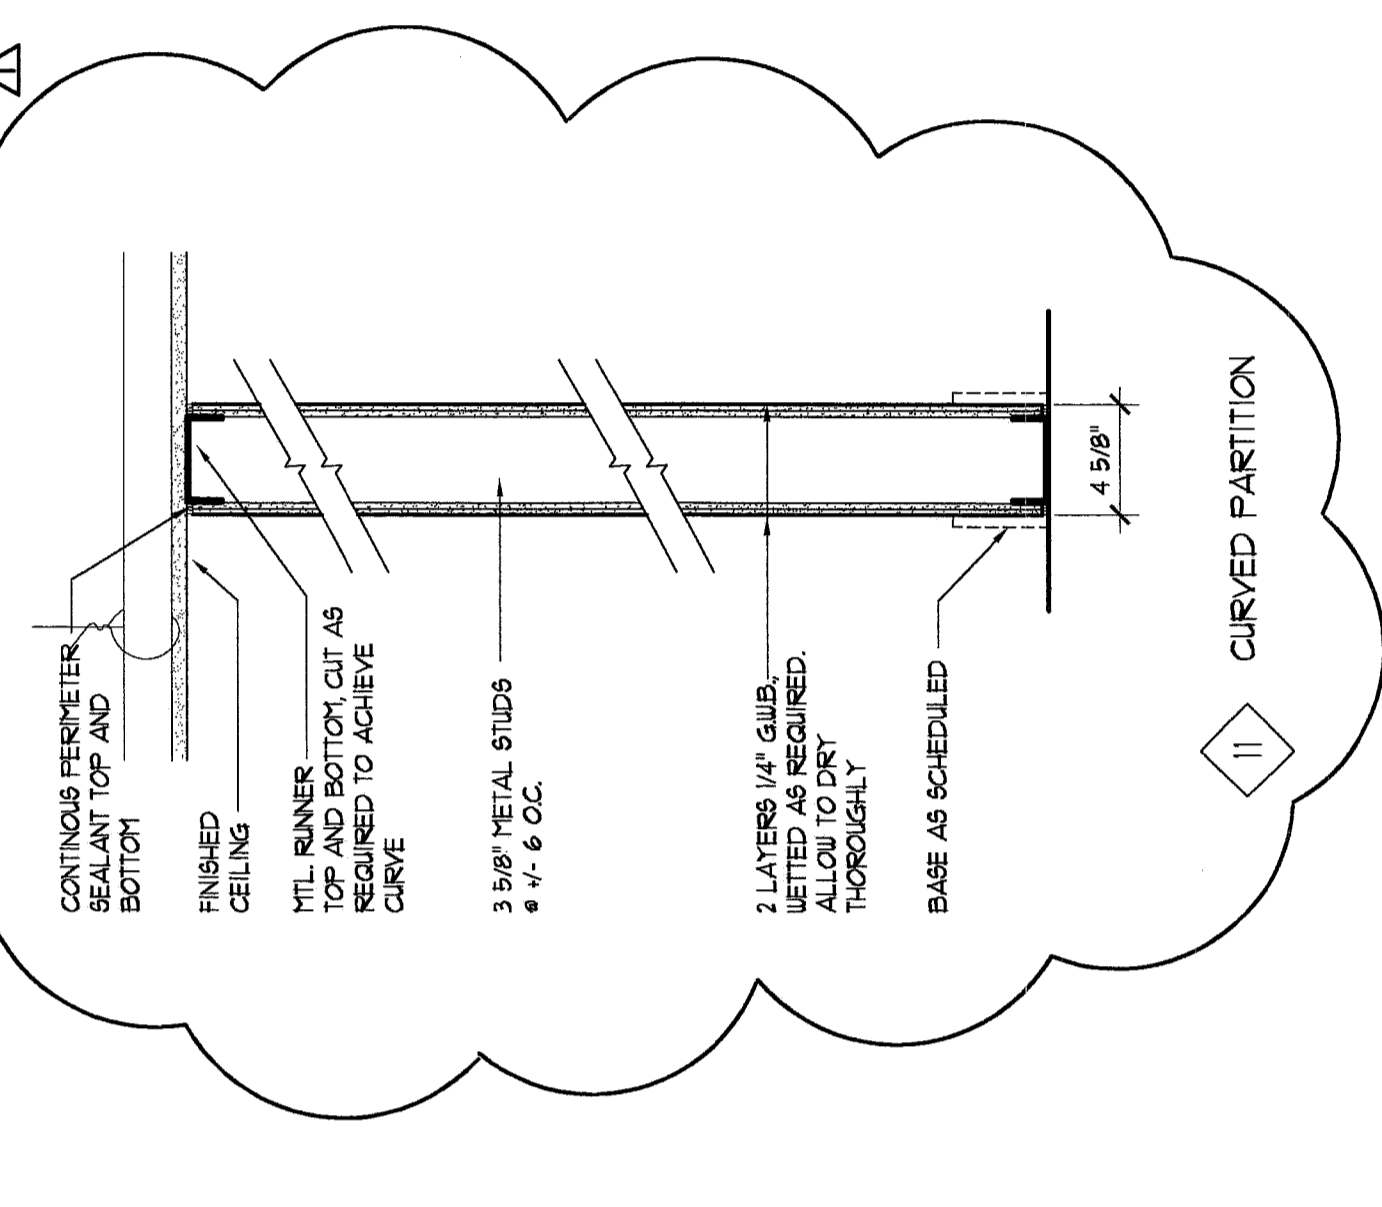 CONTINOUS PERIMETER
SEALANT TOP AND
BOTTOM
FINISHED
CEILING
MTL. RUNNER
TOP AND BOTTOM, CUT AS
REQUIRED TO ACHIEVE
CURVE
3 5/8" METAL STUDS
@ +/- 6 O.C.
2 LAYERS 1/4" G.W.B.,
WETTED AS REQUIRED.
ALLOW TO DRY
THOROUGHLY
BASE AS SCHEDULED
4 5/8"
11
CURVED PARTITION